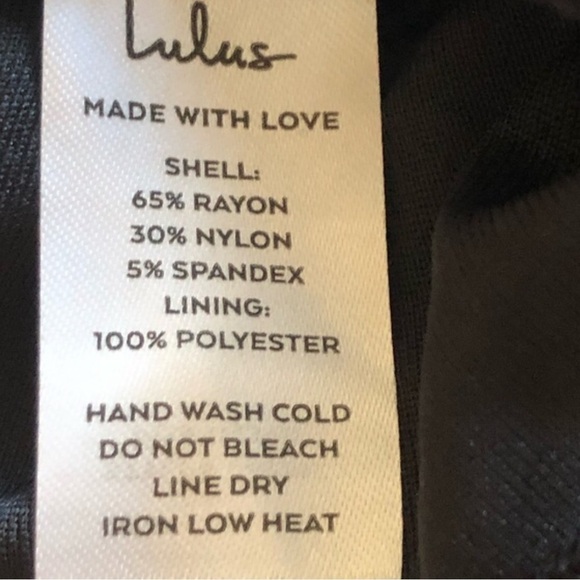 Lulus
MADE WITH LOVE
SHELL:
65% RAYON
30% NYLON
5% SPANDEX
LINING:
100% POLYESTER
HAND WASH COLD
DO NOT BLEACH
LINE DRY
IRON LOW HEAT